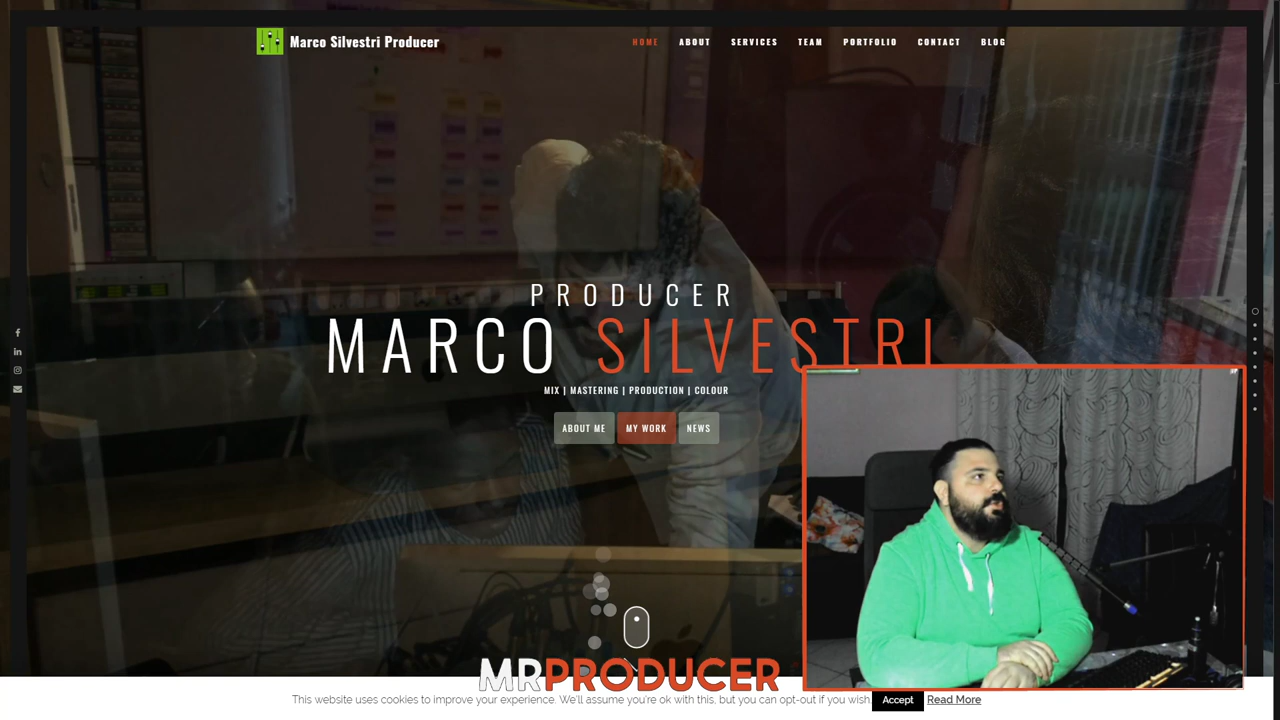 Marco Silvestri Producer
HOME ABOUT SERVICES TEAM PORTFOLIO CONTACT BLOG
PRODUCER
MARCO SILVESTRI
MIX | MASTERING | PRODUCTION | COLOUR
ABOUT ME MY WORK NEWS
MRPRODUCER
This website uses cookies to improve your experience. We'll assume you're ok with this, but you can opt-out if you wish. Accept Read More